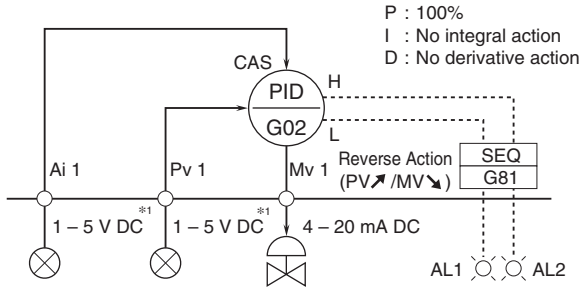 P : 100%
I : No integral action
D : No derivative action
CAS
PID
G02
H
L
Ai 1
Pv 1
Mv 1
Reverse Action
(PV↗/MV↘)
SEQ
G81
1 – 5 V DC*1
1 – 5 V DC*1
4 – 20 mA DC
AL1
AL2